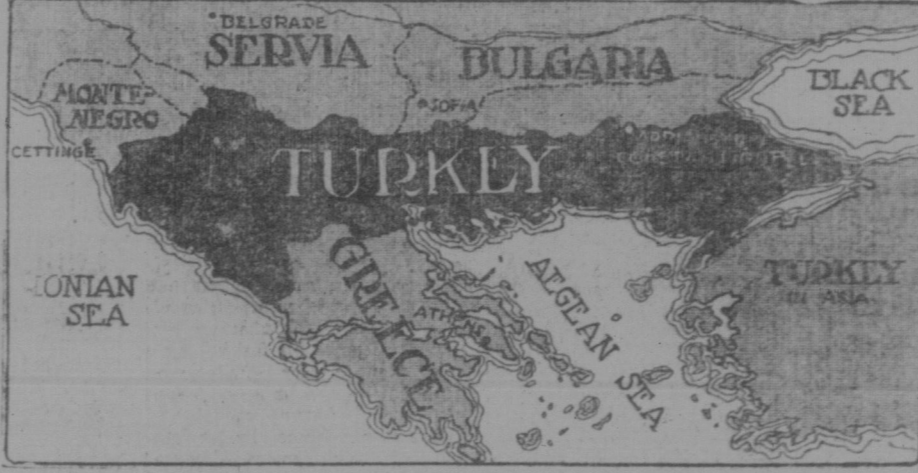 BELGRADE
SERVIA
BULGARIA
BLACK
SEA
MONTE-
NEGRO
SOFIA
CETTINGE
TURKEY
IONIAN
SEA
GREECE
ATHENS
AEGEAN
SEA
TURKEY
IN ASIA